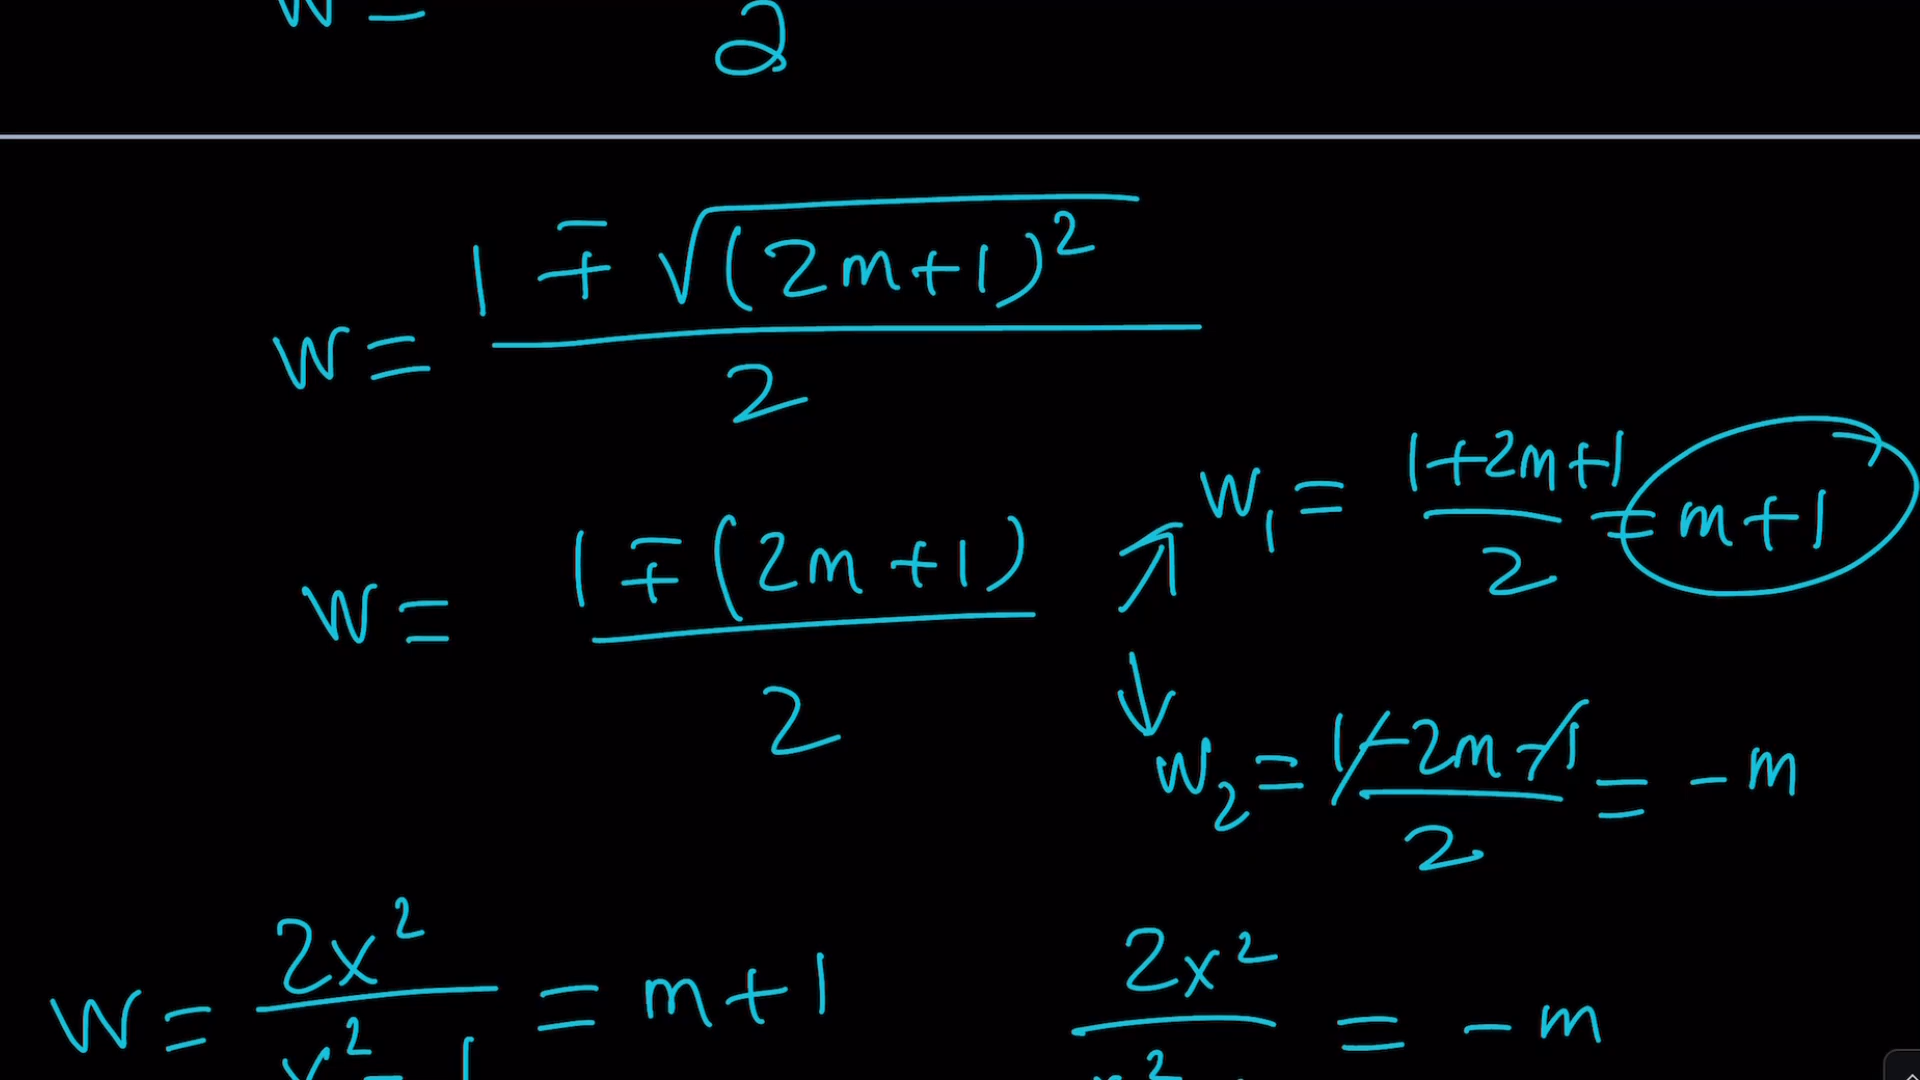 w = 2
w = 1 ∓ √(2m+1)² / 2
w₁ = 1+2m+1 / 2 = m+1
w = 1 ∓ (2m+1) / 2
w₂ = 1-2m-1 / 2 = -m
w = 2x² / x²-1 = m+1
2x² / x² = -m